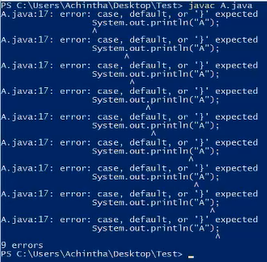 PS C:\Users\Achintha\Desktop\Test> javac A.java
A.java:17: error: case, default, or '}' expected
System.out.println("A");
^
A.java:17: error: case, default, or '}' expected
System.out.println("A");
^
A.java:17: error: case, default, or '}' expected
System.out.println("A");
^
A.java:17: error: case, default, or '}' expected
System.out.println("A");
^
A.java:17: error: case, default, or '}' expected
System.out.println("A");
^
A.java:17: error: case, default, or '}' expected
System.out.println("A");
^
A.java:17: error: case, default, or '}' expected
System.out.println("A");
^
A.java:17: error: case, default, or '}' expected
System.out.println("A");
^
A.java:17: error: case, default, or '}' expected
System.out.println("A");
^
9 errors
PS C:\Users\Achintha\Desktop\Test> _